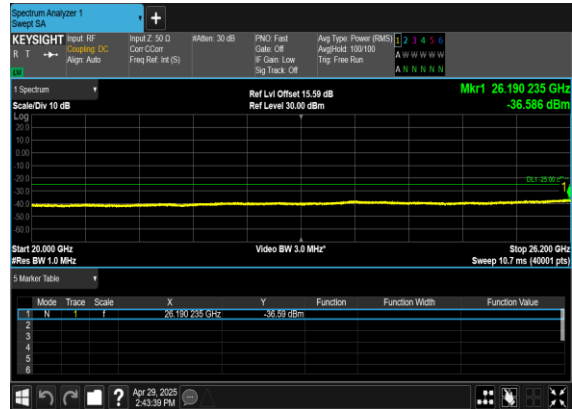 Spectrum Analyzer 1
Swept SA
+
KEYSIGHT
R T
Input: RF
Coupling: DC
Align: Auto
Input Z: 50 Ω
Corr CCorr
Freq Ref: Int (S)
#Atten: 30 dB
PNO: Fast
Gate: Off
IF Gain: Low
Sig Track: Off
Avg Type: Power (RMS)
Avg|Hold: 100/100
Trig: Free Run
1 2 3 4 5 6
A W W W W W
A N N N N N
1 Spectrum
Scale/Div 10 dB
Ref Lvl Offset 15.59 dB
Ref Level 30.00 dBm
Mkr1 26.190 235 GHz
-36.586 dBm
Log
20.0
10.0
0.00
-10.0
-20.0
-30.0
-40.0
-50.0
-60.0
1
Start 20.000 GHz
#Res BW 1.0 MHz
Video BW 3.0 MHz*
Stop 26.200 GHz
Sweep 10.7 ms (40001 pts)
5 Marker Table
Mode Trace Scale X Y Function Function Width Function Value
1 N 1 f 26.190 235 GHz -36.59 dBm
2
3
4
5
6
?
Apr 29, 2025
2:43:39 PM